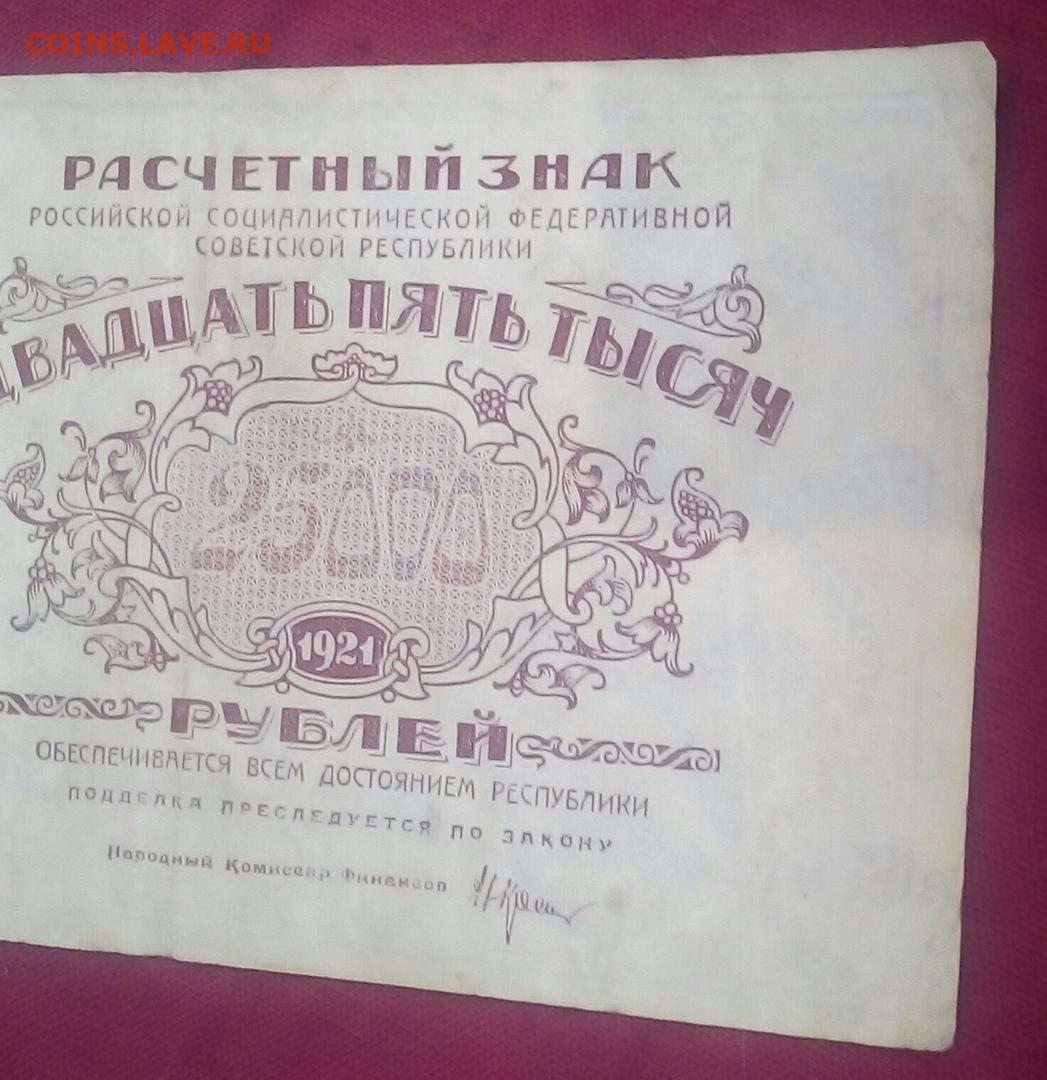 COINS.LAVE.RU
РАСЧЕТНЫЙ ЗНАК
РОССИЙСКОЙ СОЦИАЛИСТИЧЕСКОЙ ФЕДЕРАТИВНОЙ
СОВЕТСКОЙ РЕСПУБЛИКИ
ДВАДЦАТЬ ПЯТЬ ТЫСЯЧ
25000
1921
РУБЛЕЙ
ОБЕСПЕЧИВАЕТСЯ ВСЕМ ДОСТОЯНИЕМ РЕСПУБЛИКИ
ПОДДЕЛКА ПРЕСЛЕДУЕТСЯ ПО ЗАКОНУ
Народный Комиссар Финансов